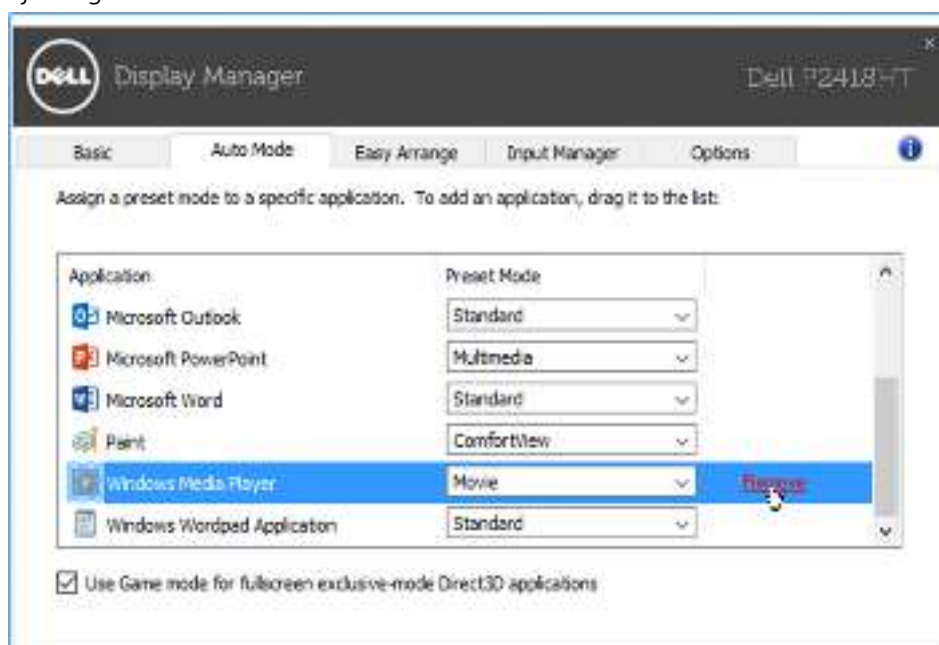 DELL Display Manager
Dell P2418HT
Basic Auto Mode Easy Arrange Input Manager Options
Assign a preset mode to a specific application. To add an application, drag it to the list:
Application Preset Mode
Microsoft Outlook Standard
Microsoft PowerPoint Multimedia
Microsoft Word Standard
Paint ComfortView
Windows Media Player Movie Remove
Windows Wordpad Application Standard
Use Game mode for fullscreen exclusive-mode Direct3D applications